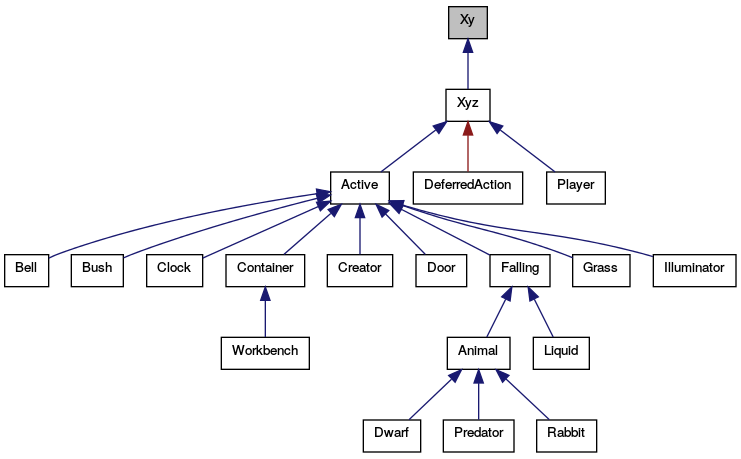 Xy
Xyz
Active
DeferredAction
Player
Bell
Bush
Clock
Container
Creator
Door
Falling
Grass
Illuminator
Workbench
Animal
Liquid
Dwarf
Predator
Rabbit